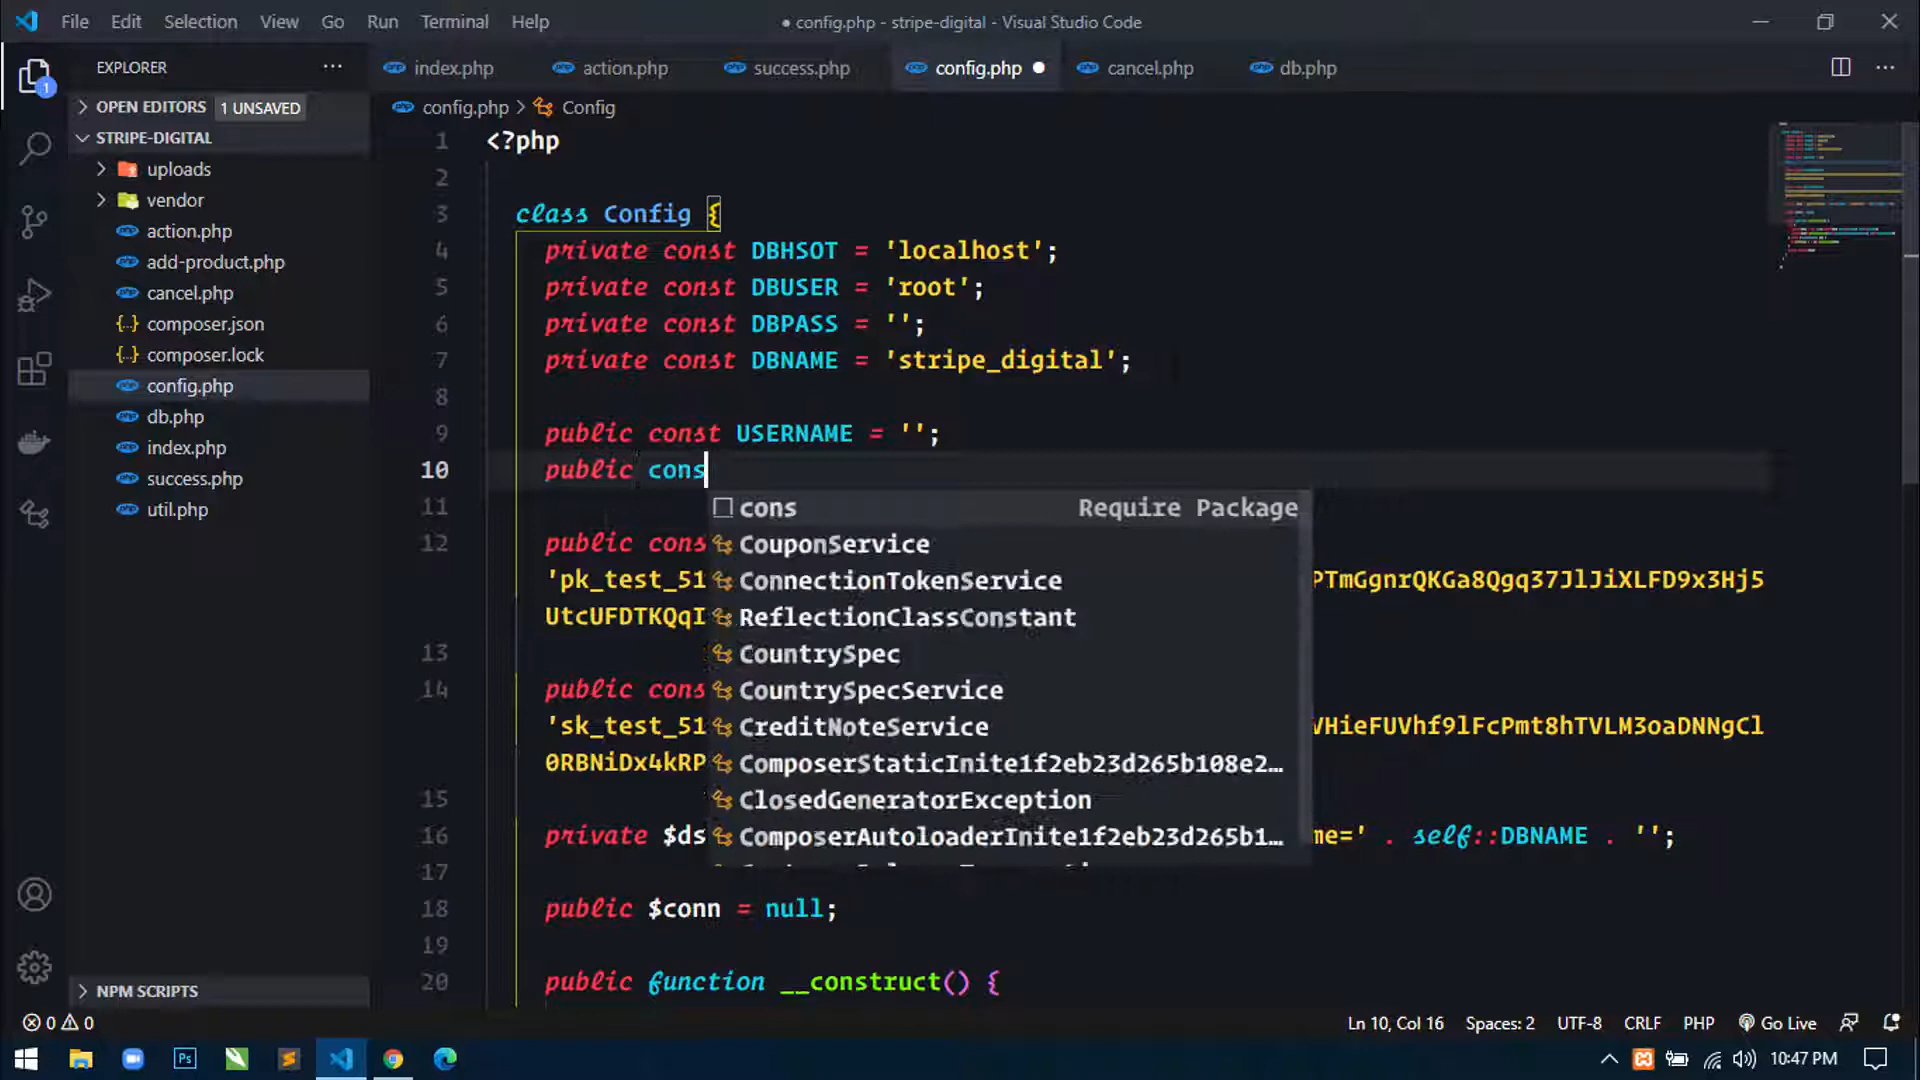 File Edit Selection View Go Run Terminal Help
● config.php - stripe-digital - Visual Studio Code
EXPLORER
index.php
action.php
success.php
config.php
cancel.php
db.php
OPEN EDITORS 1 UNSAVED
config.php > Config
STRIPE-DIGITAL
uploads
vendor
action.php
add-product.php
cancel.php
composer.json
composer.lock
config.php
db.php
index.php
success.php
util.php
NPM SCRIPTS
1 <?php
2
3 class Config {
4 private const DBHSOT = 'localhost';
5 private const DBUSER = 'root';
6 private const DBPASS = '';
7 private const DBNAME = 'stripe_digital';
8
9 public const USERNAME = '';
10 public cons
11
12 public cons
'pk_test_51 PTmGgnrQKGa8Qgq37JlJiXLFD9x3Hj5
UtcUFDTKQqI
13
14 public cons
'sk_test_51 VHieFUVhf9lFcPmt8hTVLM3oaDNNgCl
0RBNiDx4kRP
15
16 private $ds me=' . self::DBNAME . '';
17
18 public $conn = null;
19
20 public function __construct() {
cons Require Package
CouponService
ConnectionTokenService
ReflectionClassConstant
CountrySpec
CountrySpecService
CreditNoteService
ComposerStaticInite1f2eb23d265b108e2…
ClosedGeneratorException
ComposerAutoloaderInite1f2eb23d265b1…
0 0
Ln 10, Col 16 Spaces: 2 UTF-8 CRLF PHP Go Live
10:47 PM